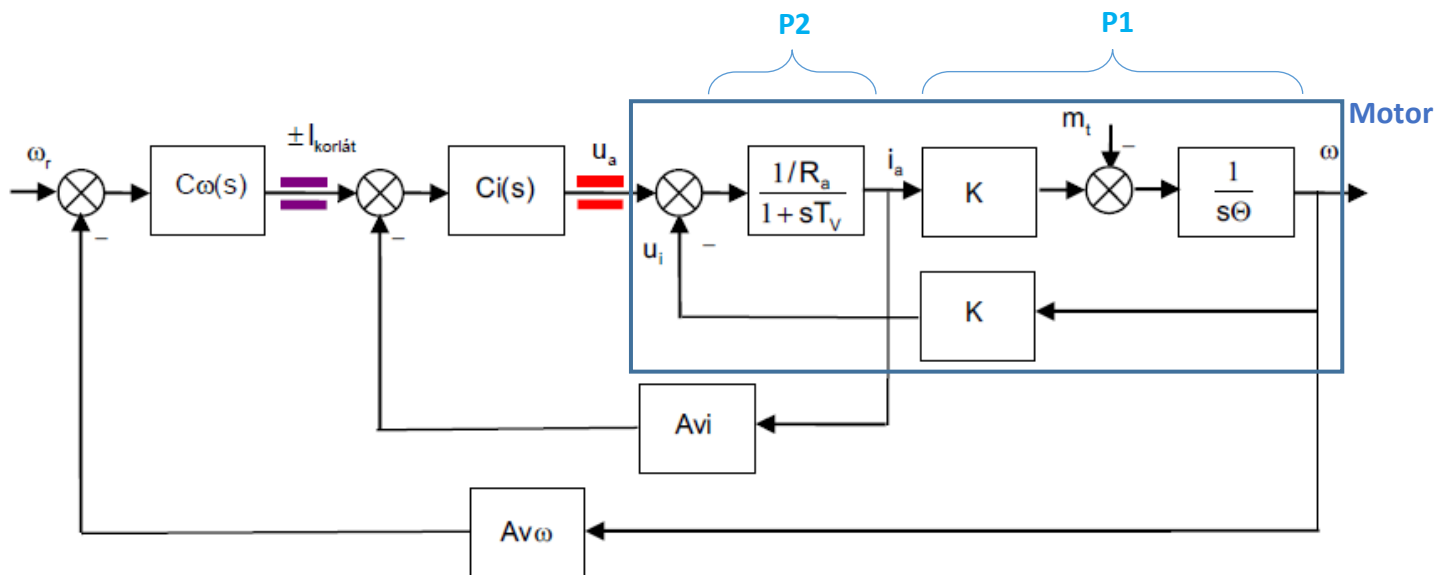 P2
P1
Motor
ω_r
Cω(s)
± I_korlát
Ci(s)
u_a
1/R_a
1 + sT_V
i_a
K
m_t
1
sΘ
ω
u_i
K
Avi
Avω